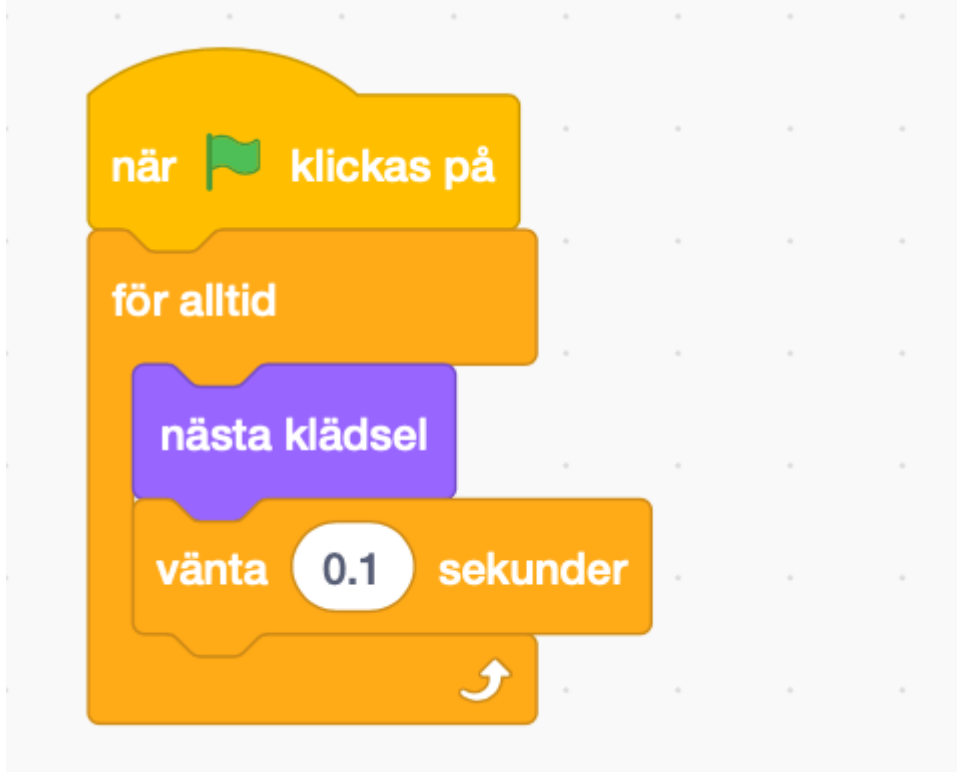 när klickas på
för alltid
nästa klädsel
vänta 0.1 sekunder